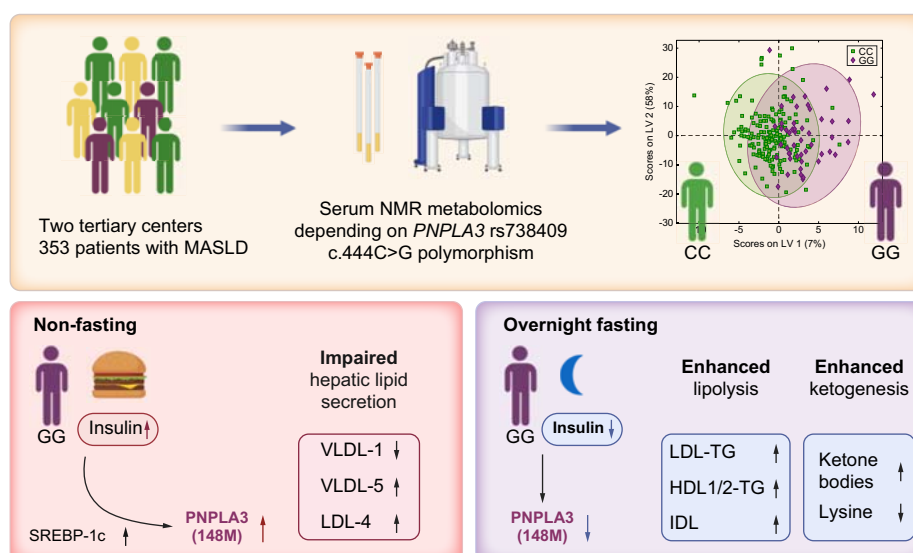 Two tertiary centers
353 patients with MASLD
Serum NMR metabolomics
depending on PNPLA3 rs738409
c.444C>G polymorphism
Scores on LV 2 (58%)
30
20
10
0
-10
-20
-30
CC
GG
-5
0
5
10
Scores on LV 1 (7%)
CC
GG
Non-fasting
GG
Insulin ↑
SREBP-1c ↑
PNPLA3
(148M) ↑
Impaired
hepatic lipid
secretion
VLDL-1 ↓
VLDL-5 ↑
LDL-4 ↑
Overnight fasting
GG
Insulin ↓
PNPLA3
(148M) ↓
Enhanced
lipolysis
LDL-TG ↑
HDL1/2-TG ↑
IDL ↑
Enhanced
ketogenesis
Ketone
bodies ↑
Lysine ↓